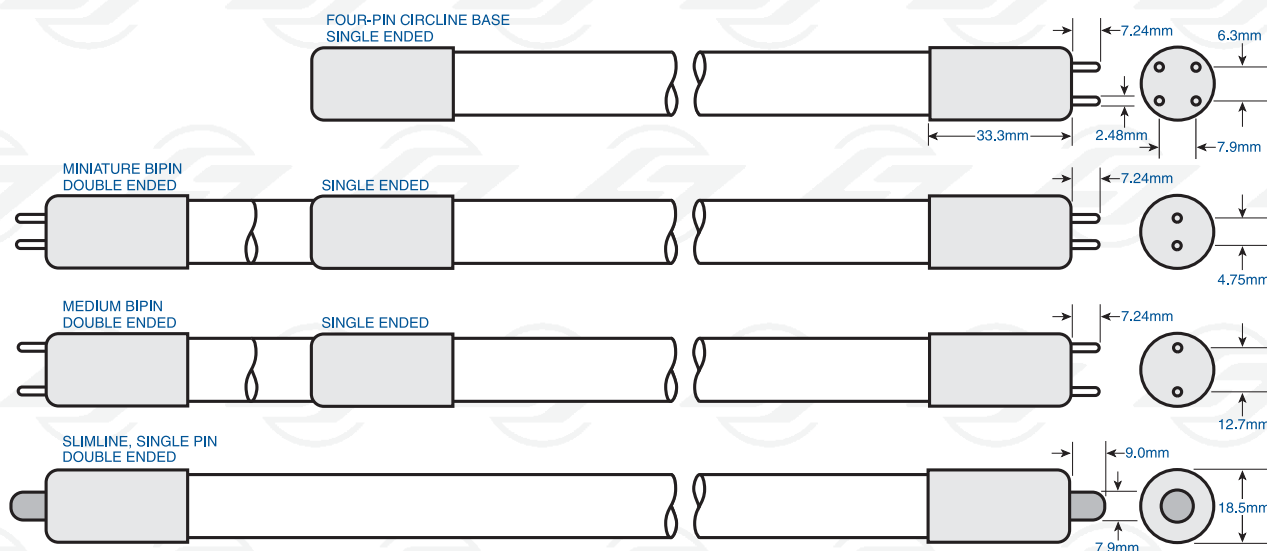 FOUR-PIN CIRCLINE BASE
SINGLE ENDED
7.24mm
6.3mm
33.3mm
2.48mm
7.9mm
MINIATURE BIPIN
DOUBLE ENDED
SINGLE ENDED
7.24mm
4.75mm
MEDIUM BIPIN
DOUBLE ENDED
SINGLE ENDED
7.24mm
12.7mm
SLIMLINE, SINGLE PIN
DOUBLE ENDED
9.0mm
18.5mm
7.9mm